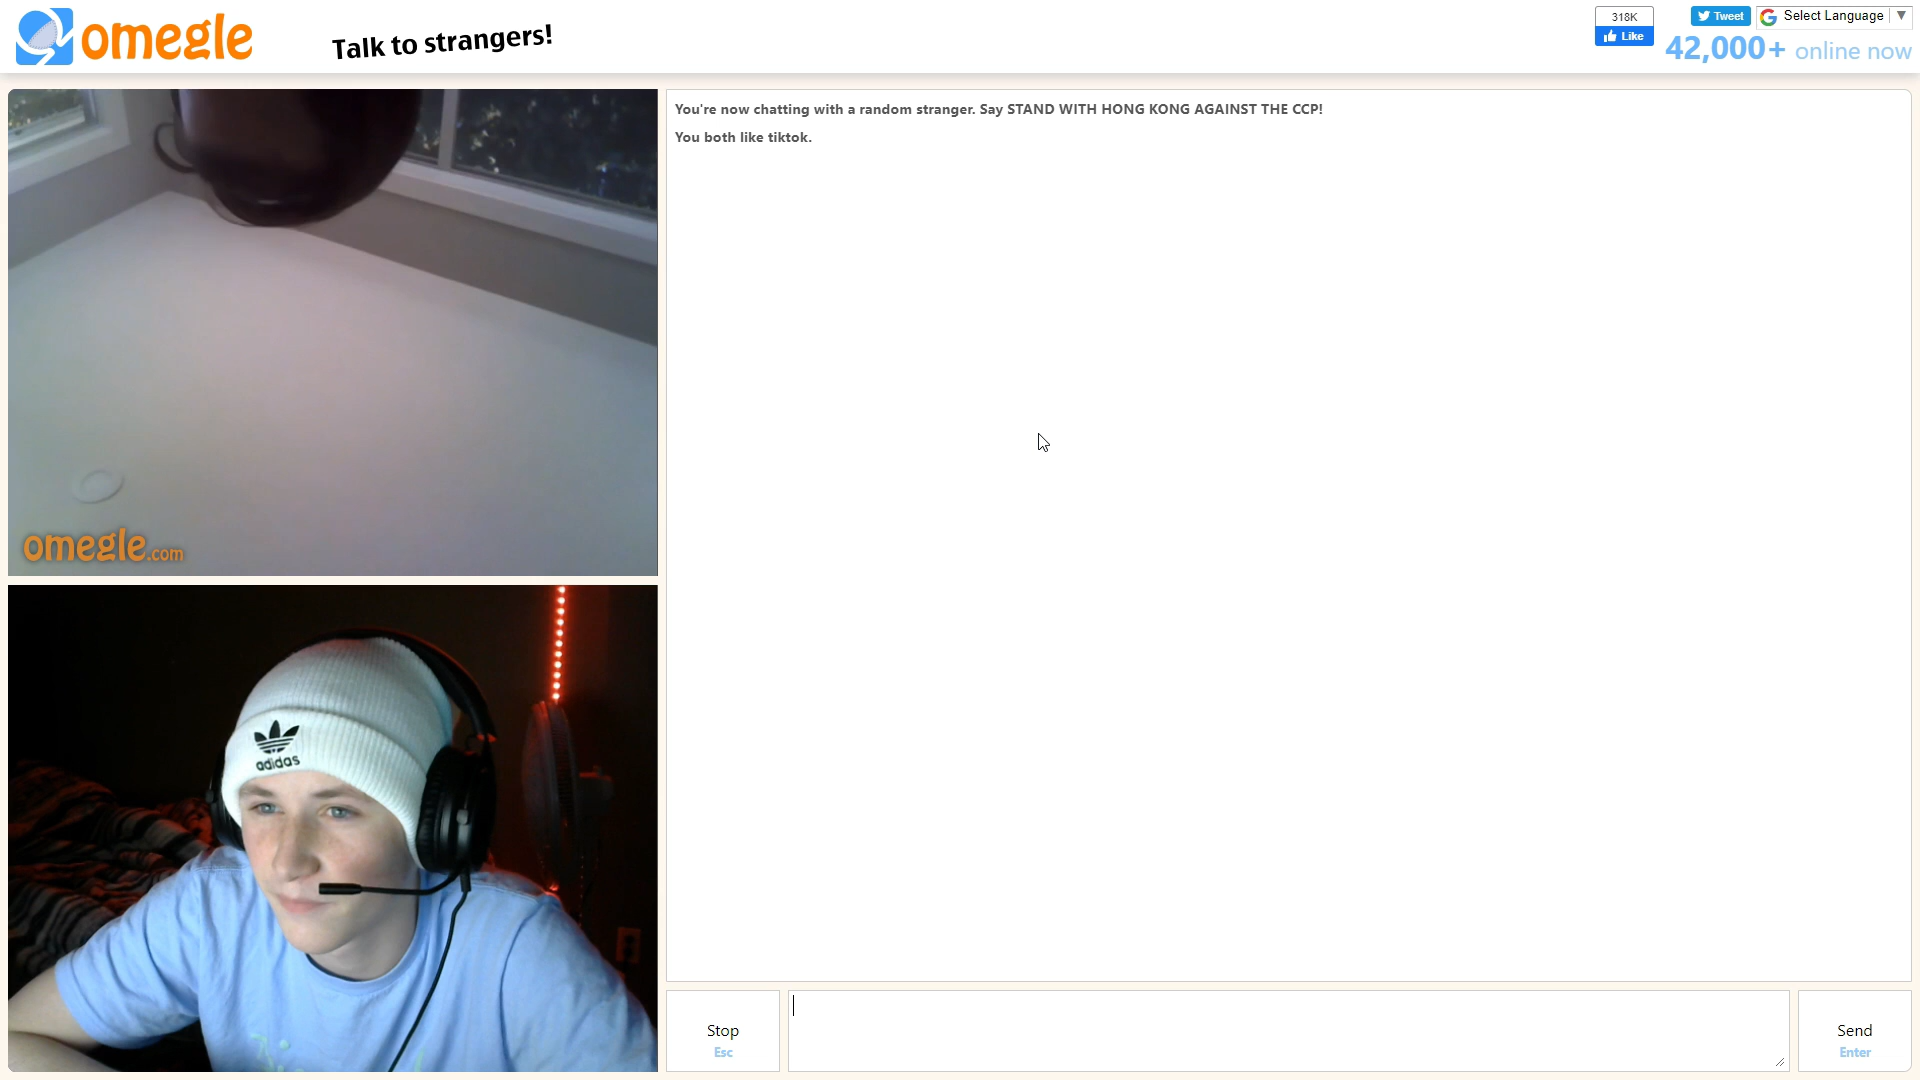 omegle
Talk to strangers!
318K
Like
Tweet
Select Language
42,000+ online now
You're now chatting with a random stranger. Say STAND WITH HONG KONG AGAINST THE CCP!
You both like tiktok.
omegle.com
adidas
Stop
Esc
Send
Enter